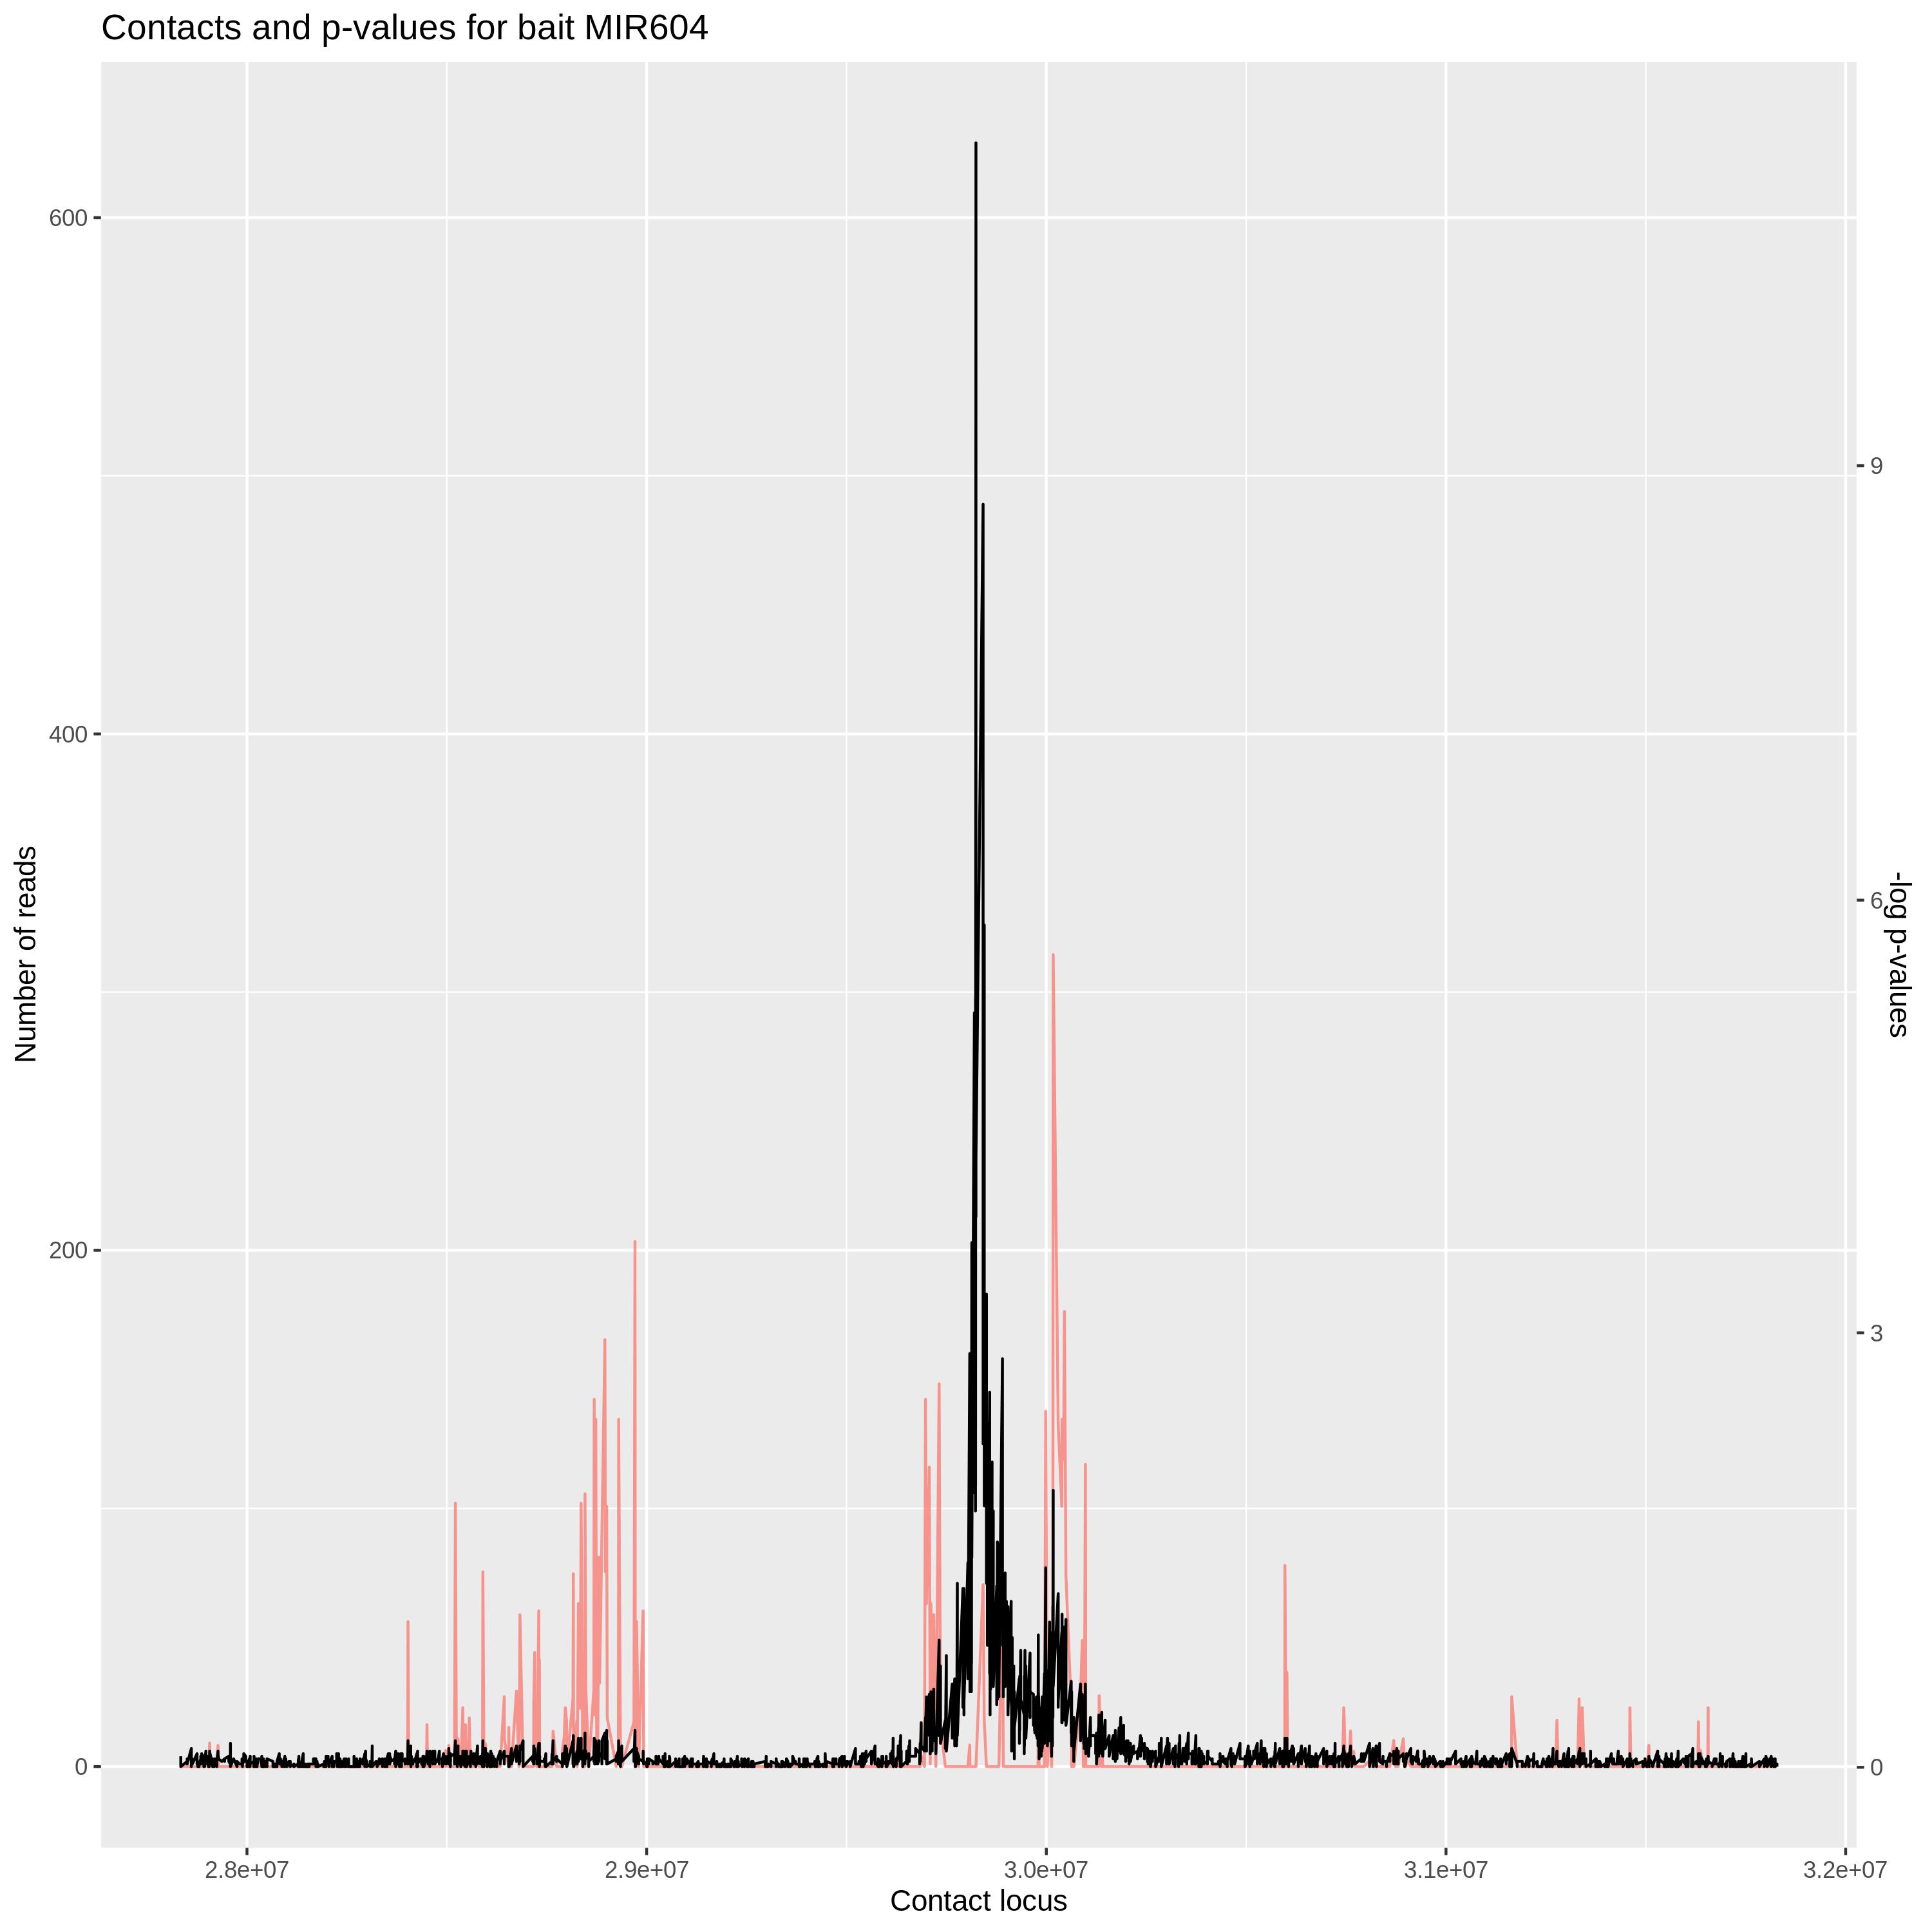 Contacts and p-values for bait MIR604
600
400
200
0
9
6
3
0
Number of reads
-log p-values
2.8e+07
2.9e+07
3.0e+07
3.1e+07
3.2e+07
Contact locus